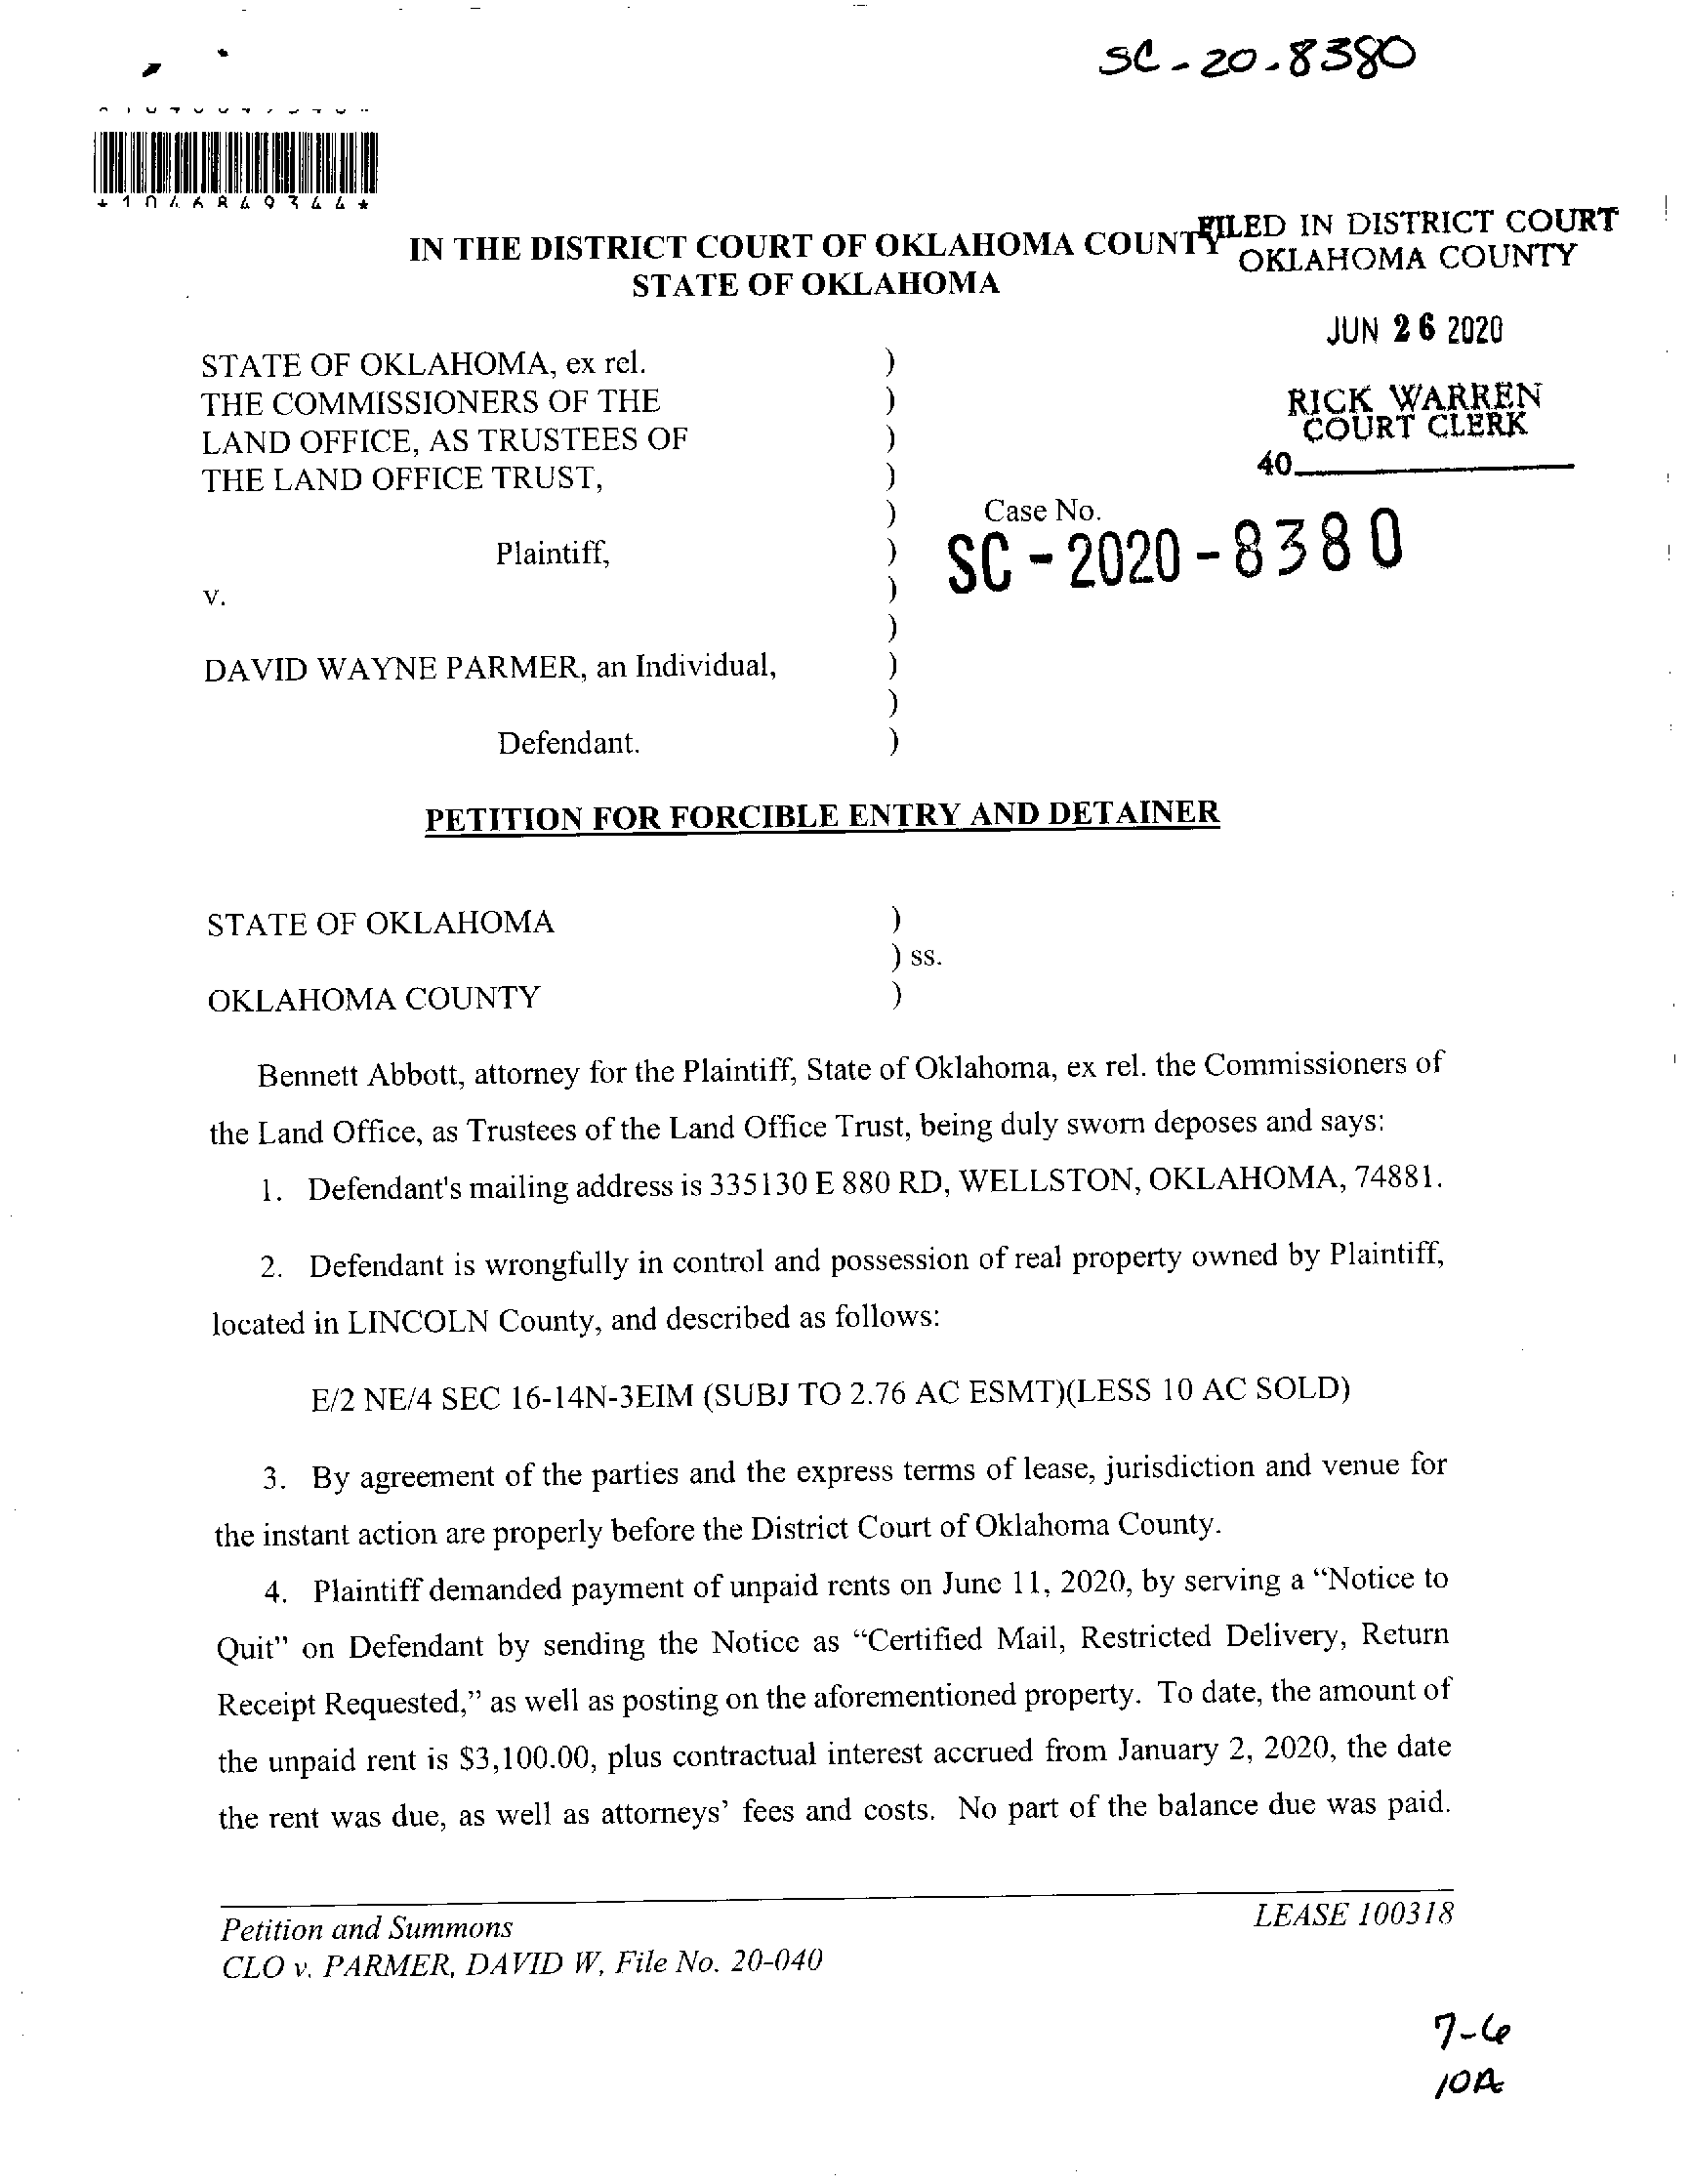 SC-20-8380
*1046849344*
FILED IN DISTRICT COURT
OKLAHOMA COUNTY
IN THE DISTRICT COURT OF OKLAHOMA COUNTY
STATE OF OKLAHOMA
JUN 26 2020
RICK WARREN
COURT CLERK
40
STATE OF OKLAHOMA, ex rel. )
THE COMMISSIONERS OF THE )
LAND OFFICE, AS TRUSTEES OF )
THE LAND OFFICE TRUST, )
) Case No.
Plaintiff, ) SC-2020-8380
v. )
)
DAVID WAYNE PARMER, an Individual, )
)
Defendant. )
PETITION FOR FORCIBLE ENTRY AND DETAINER
STATE OF OKLAHOMA )
) ss.
OKLAHOMA COUNTY )
Bennett Abbott, attorney for the Plaintiff, State of Oklahoma, ex rel. the Commissioners of
the Land Office, as Trustees of the Land Office Trust, being duly sworn deposes and says:
1. Defendant's mailing address is 335130 E 880 RD, WELLSTON, OKLAHOMA, 74881.
2. Defendant is wrongfully in control and possession of real property owned by Plaintiff,
located in LINCOLN County, and described as follows:
E/2 NE/4 SEC 16-14N-3EIM (SUBJ TO 2.76 AC ESMT)(LESS 10 AC SOLD)
3. By agreement of the parties and the express terms of lease, jurisdiction and venue for
the instant action are properly before the District Court of Oklahoma County.
4. Plaintiff demanded payment of unpaid rents on June 11, 2020, by serving a “Notice to
Quit” on Defendant by sending the Notice as “Certified Mail, Restricted Delivery, Return
Receipt Requested,” as well as posting on the aforementioned property. To date, the amount of
the unpaid rent is $3,100.00, plus contractual interest accrued from January 2, 2020, the date
the rent was due, as well as attorneys’ fees and costs. No part of the balance due was paid.
Petition and Summons LEASE 100318
CLO v. PARMER, DAVID W, File No. 20-040
7-6
10A